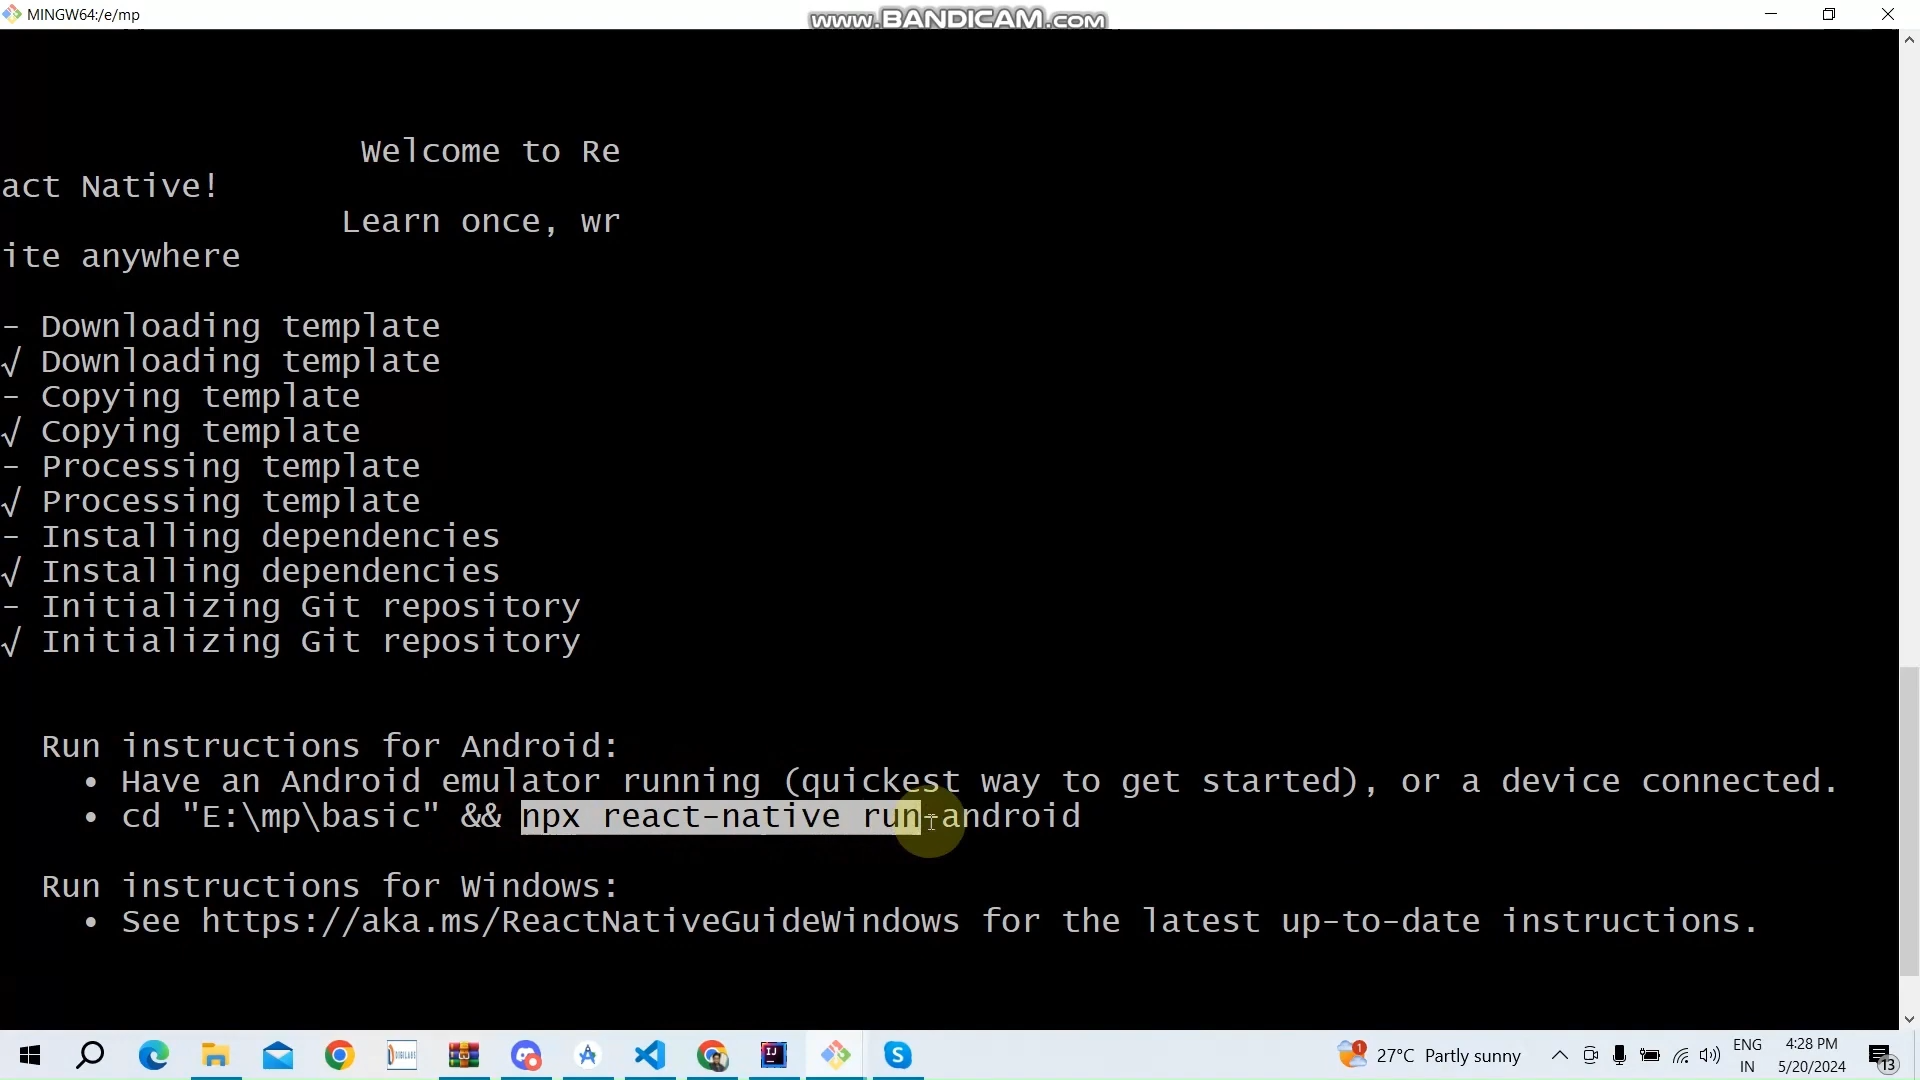 MINGW64:/e/mp
www.BANDICAM.com
Welcome to Re
act Native!
Learn once, wr
ite anywhere
- Downloading template
√ Downloading template
- Copying template
√ Copying template
- Processing template
√ Processing template
- Installing dependencies
√ Installing dependencies
- Initializing Git repository
√ Initializing Git repository
Run instructions for Android:
• Have an Android emulator running (quickest way to get started), or a device connected.
• cd "E:\mp\basic" && npx react-native run-android
Run instructions for Windows:
• See https://aka.ms/ReactNativeGuideWindows for the latest up-to-date instructions.
1
27°C Partly sunny
ENG
IN
4:28 PM
5/20/2024
13